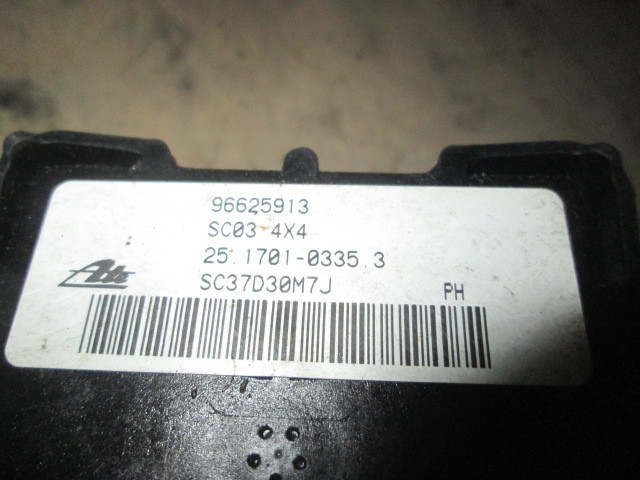 96625913
SC03 4X4
25.1701-0335.3
Ate
SC37D30M7J
PH